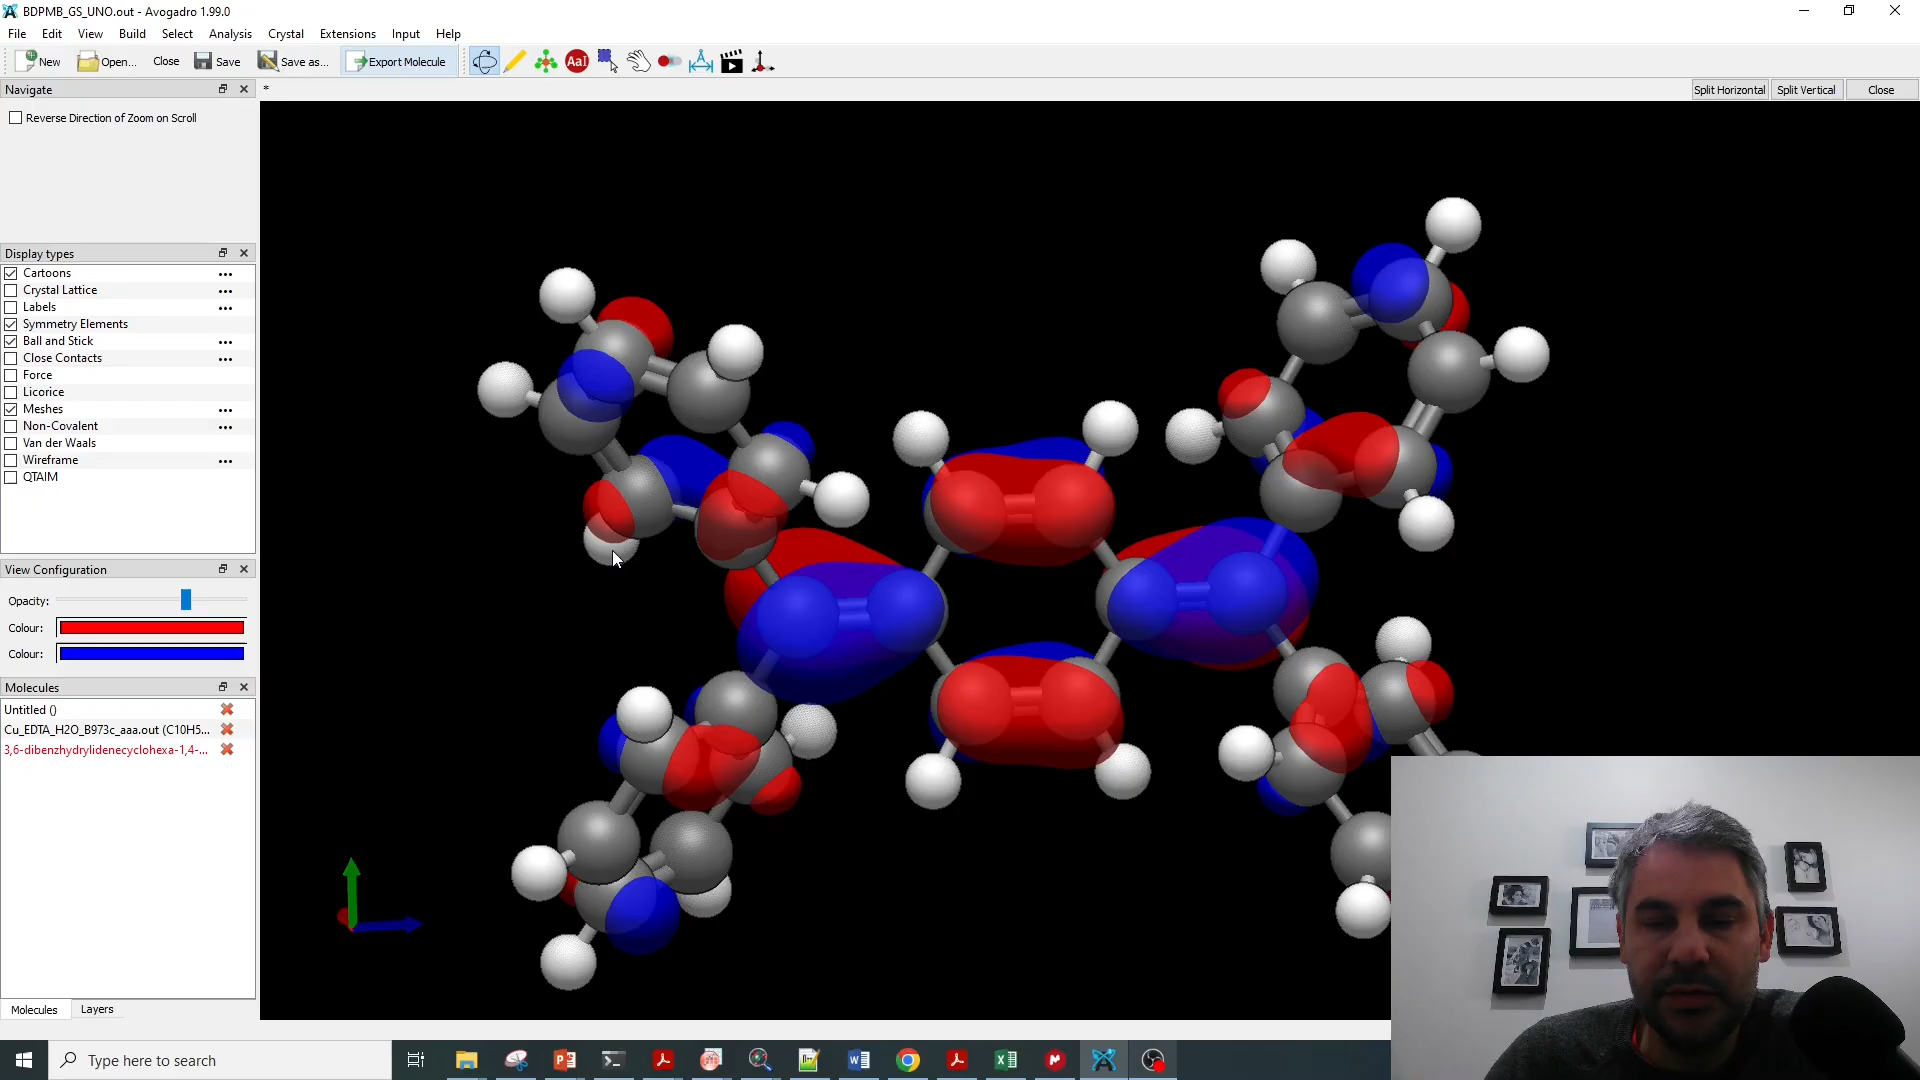 BDPMB_GS_UNO.out - Avogadro 1.99.0
File Edit View Build Select Analysis Crystal Extensions Input Help
New Open... Close Save Save as... Export Molecule AaI
Navigate
*
Split Horizontal Split Vertical Close
Reverse Direction of Zoom on Scroll
Display types
Cartoons ...
Crystal Lattice ...
Labels ...
Symmetry Elements
Ball and Stick ...
Close Contacts ...
Force
Licorice
Meshes ...
Non-Covalent ...
Van der Waals
Wireframe ...
QTAIM
View Configuration
Opacity:
Colour:
Colour:
Molecules
Untitled ()
Cu_EDTA_H2O_B973c_aaa.out (C10H5...
3,6-dibenzhydrylidenecyclohexa-1,4-...
Molecules Layers
Type here to search